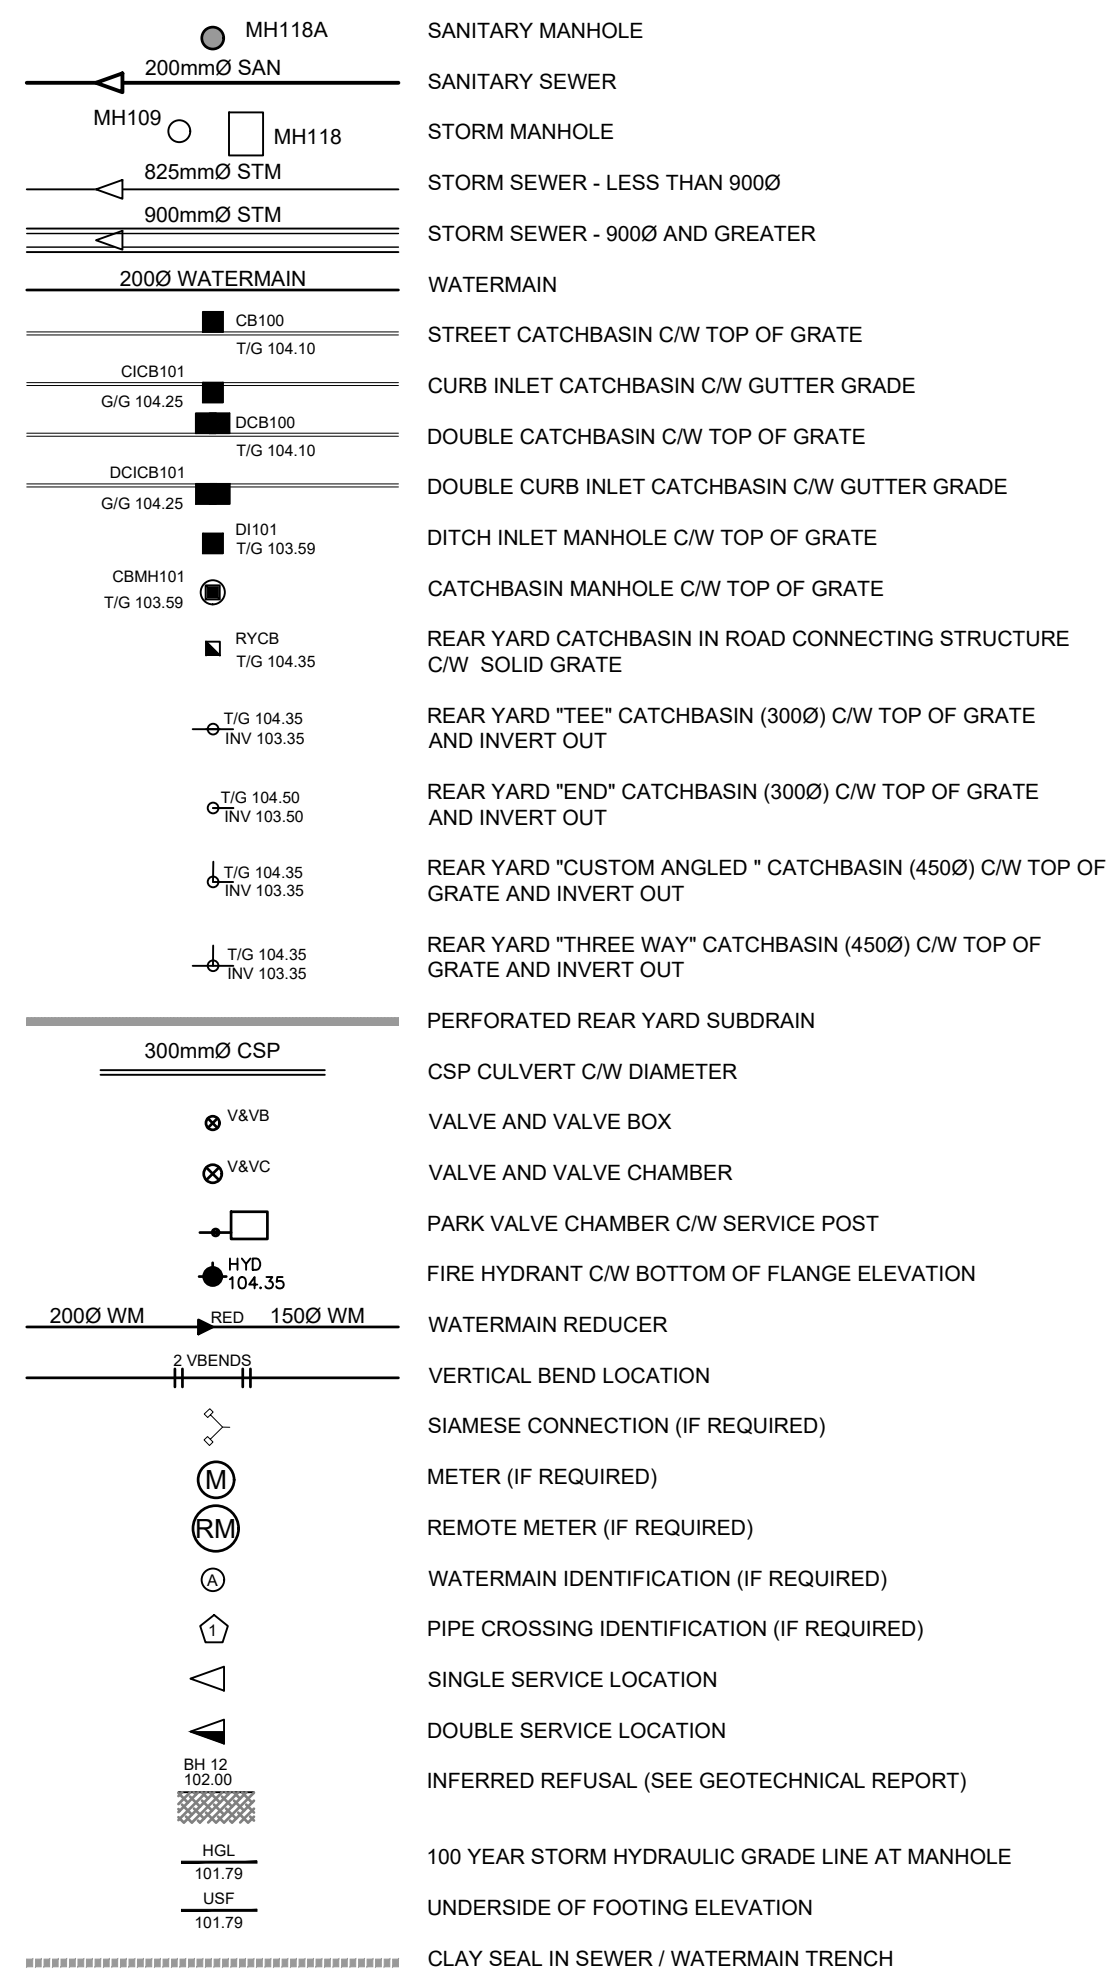 MH118A
SANITARY MANHOLE
200mmØ SAN
SANITARY SEWER
MH109
MH118
STORM MANHOLE
825mmØ STM
STORM SEWER - LESS THAN 900Ø
900mmØ STM
STORM SEWER - 900Ø AND GREATER
200Ø WATERMAIN
WATERMAIN
CB100
T/G 104.10
STREET CATCHBASIN C/W TOP OF GRATE
CICB101
G/G 104.25
CURB INLET CATCHBASIN C/W GUTTER GRADE
DCB100
T/G 104.10
DOUBLE CATCHBASIN C/W TOP OF GRATE
DCICB101
G/G 104.25
DOUBLE CURB INLET CATCHBASIN C/W GUTTER GRADE
DI101
T/G 103.59
DITCH INLET MANHOLE C/W TOP OF GRATE
CBMH101
T/G 103.59
CATCHBASIN MANHOLE C/W TOP OF GRATE
RYCB
T/G 104.35
REAR YARD CATCHBASIN IN ROAD CONNECTING STRUCTURE
C/W SOLID GRATE
T/G 104.35
INV 103.35
REAR YARD "TEE" CATCHBASIN (300Ø) C/W TOP OF GRATE
AND INVERT OUT
T/G 104.50
INV 103.50
REAR YARD "END" CATCHBASIN (300Ø) C/W TOP OF GRATE
AND INVERT OUT
T/G 104.35
INV 103.35
REAR YARD "CUSTOM ANGLED " CATCHBASIN (450Ø) C/W TOP OF
GRATE AND INVERT OUT
T/G 104.35
INV 103.35
REAR YARD "THREE WAY" CATCHBASIN (450Ø) C/W TOP OF
GRATE AND INVERT OUT
PERFORATED REAR YARD SUBDRAIN
300mmØ CSP
CSP CULVERT C/W DIAMETER
V&VB
VALVE AND VALVE BOX
V&VC
VALVE AND VALVE CHAMBER
PARK VALVE CHAMBER C/W SERVICE POST
HYD
104.35
FIRE HYDRANT C/W BOTTOM OF FLANGE ELEVATION
200Ø WM RED 150Ø WM
WATERMAIN REDUCER
2 VBENDS
VERTICAL BEND LOCATION
SIAMESE CONNECTION (IF REQUIRED)
M
METER (IF REQUIRED)
RM
REMOTE METER (IF REQUIRED)
A
WATERMAIN IDENTIFICATION (IF REQUIRED)
1
PIPE CROSSING IDENTIFICATION (IF REQUIRED)
SINGLE SERVICE LOCATION
DOUBLE SERVICE LOCATION
BH 12
102.00
INFERRED REFUSAL (SEE GEOTECHNICAL REPORT)
HGL
101.79
100 YEAR STORM HYDRAULIC GRADE LINE AT MANHOLE
USF
101.79
UNDERSIDE OF FOOTING ELEVATION
CLAY SEAL IN SEWER / WATERMAIN TRENCH